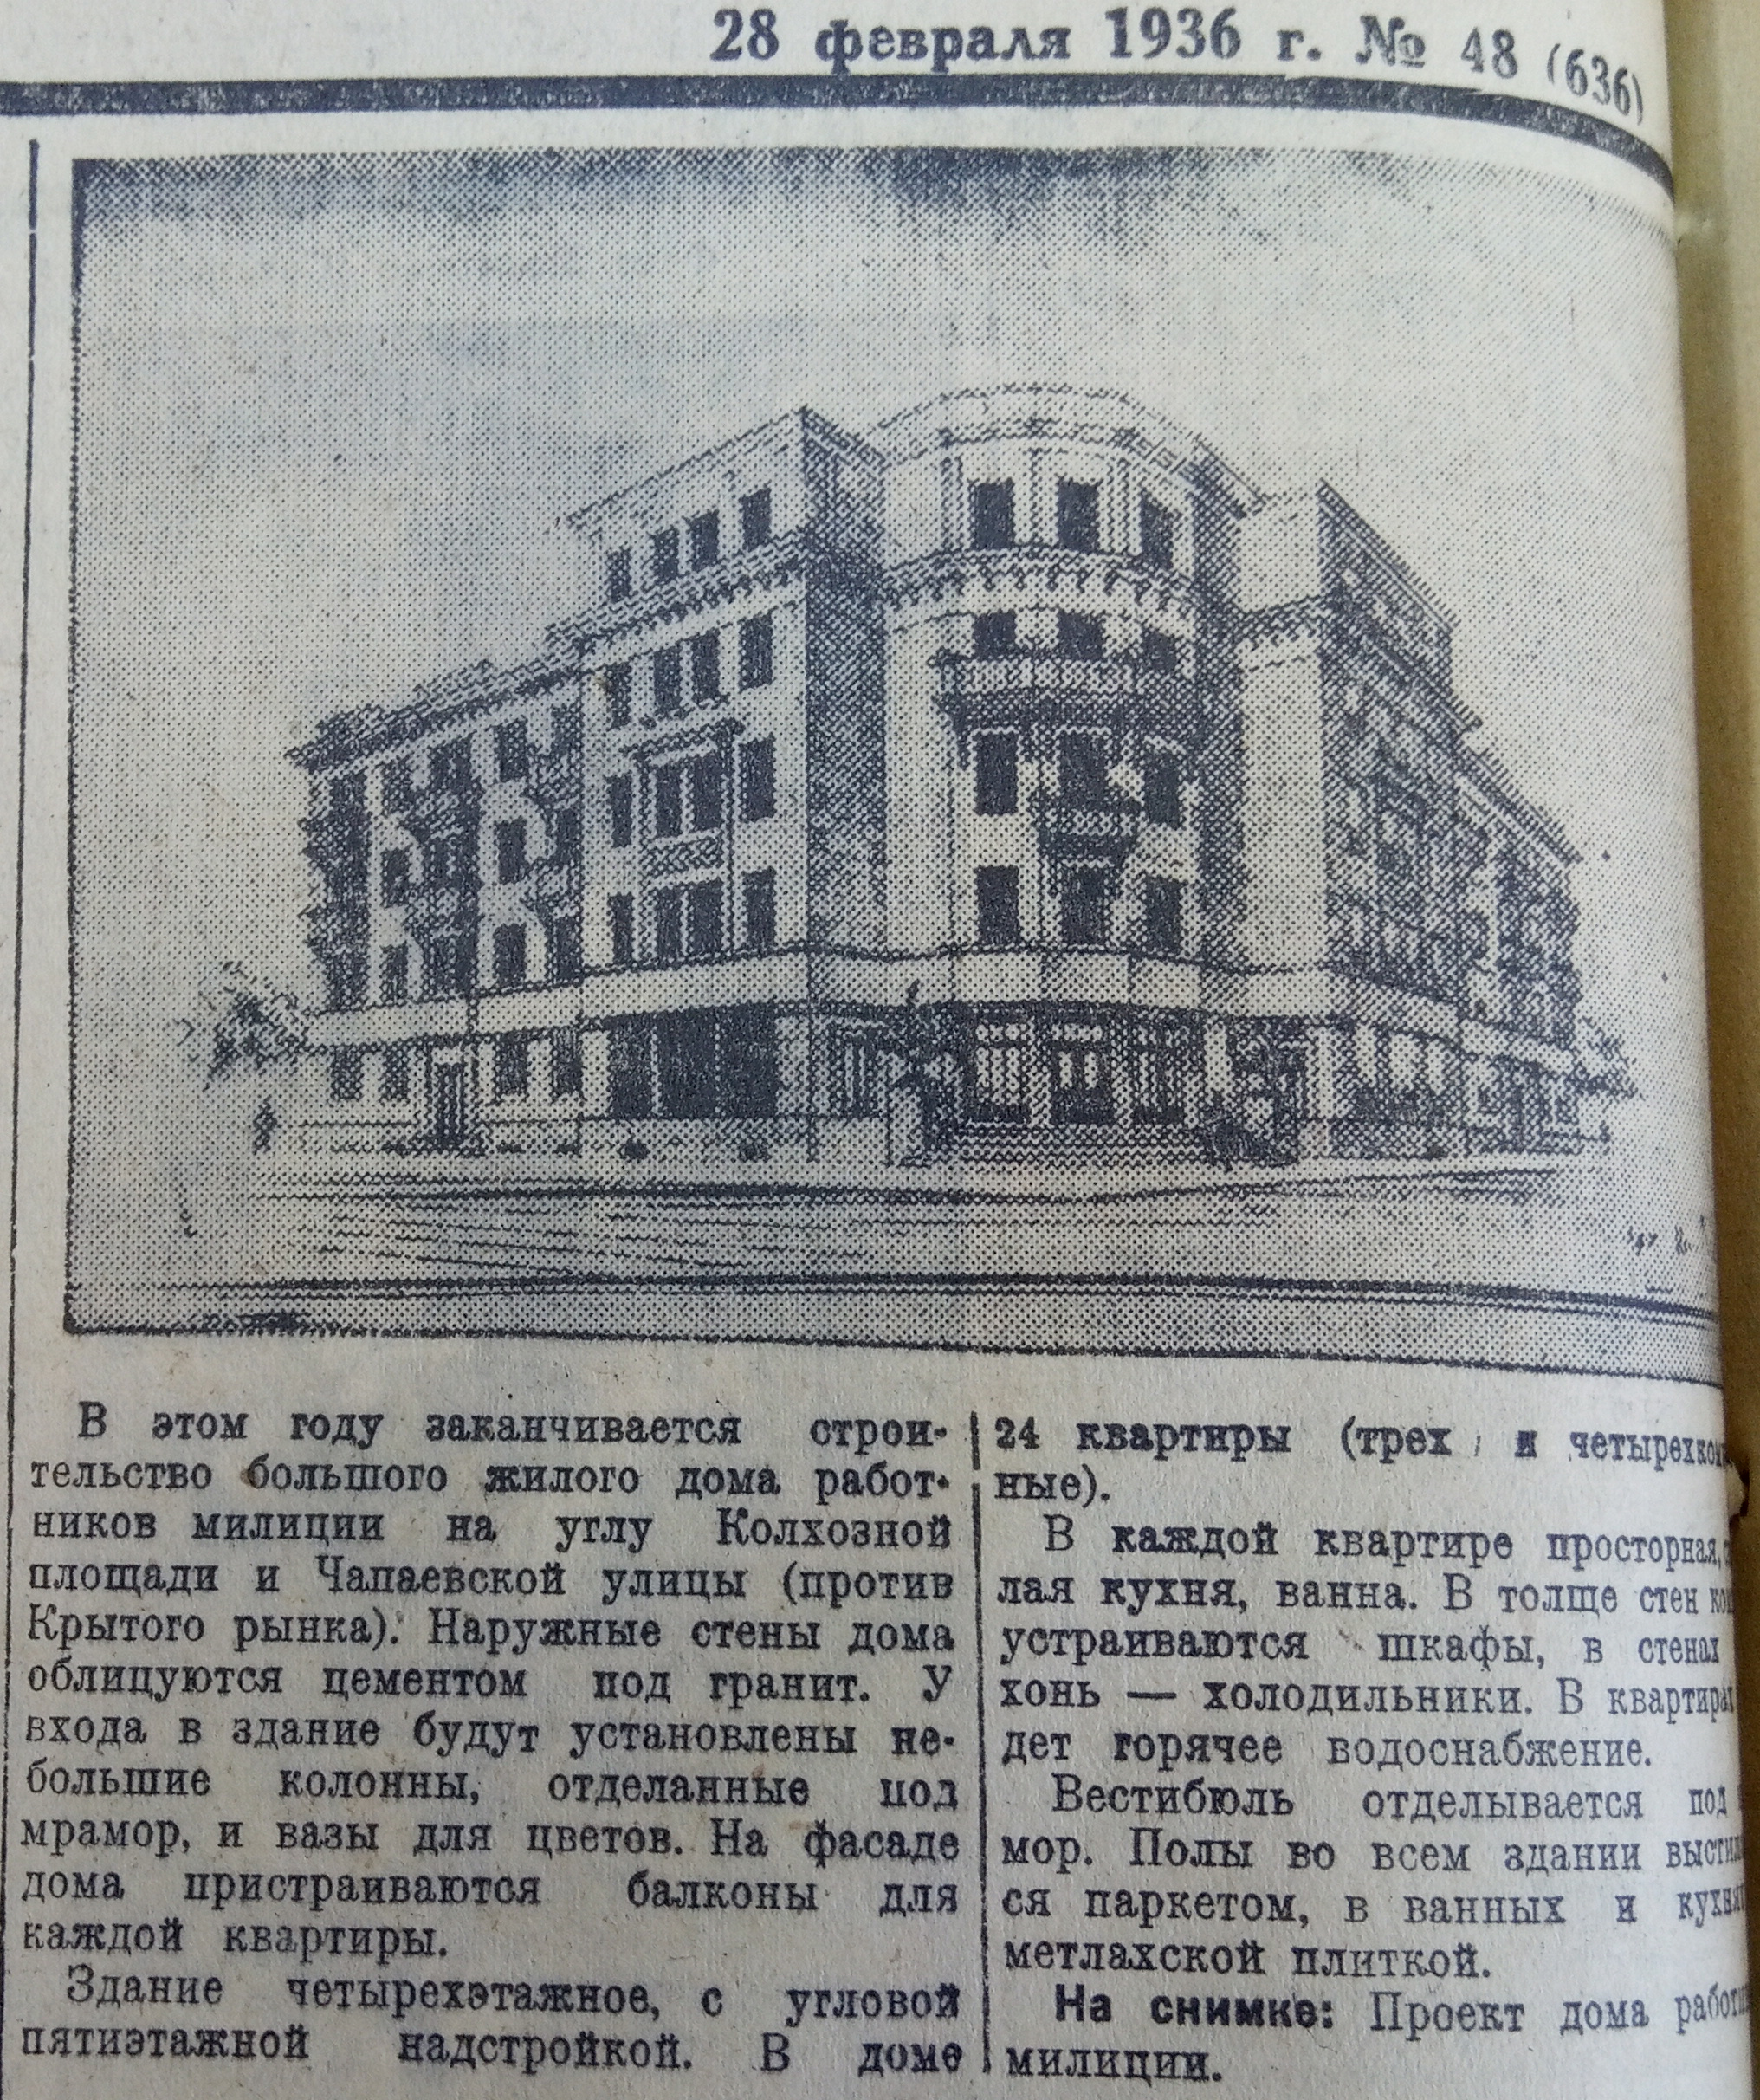 28 февраля 1936 г. № 48 (636)
В этом году заканчивается строи-
тельство большого жилого дома работ-
ников милиции на углу Колхозной
площади и Чапаевской улицы (против
Крытого рынка). Наружные стены дома
облицуются цементом под гранит. У
входа в здание будут установлены не-
большие колонны, отделанные под
мрамор, и вазы для цветов. На фасаде
дома пристраиваются балконы для
каждой квартиры.
Здание четырехэтажное, с угловой
пятиэтажной надстройкой. В доме
24 квартиры (трех и четырехком
ные).
В каждой квартире просторная,
лая кухня, ванна. В толще стен
устраиваются шкафы, в стенах
хонь — холодильники. В квартирах
дет горячее водоснабжение.
Вестибюль отделывается под
мор. Полы во всем здании
ся паркетом, в ванных и кухнях
метлахской плиткой.
На снимке: Проект дома
милиции.